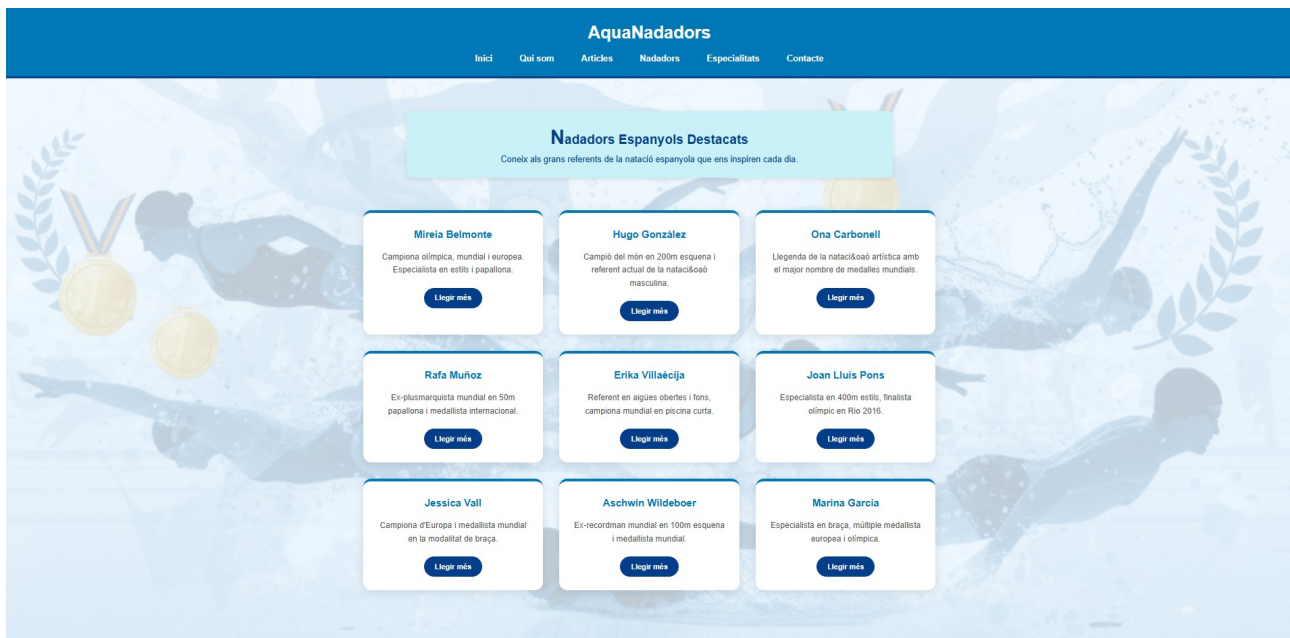 AquaNadadors
Inici Qui som Articles Nadadors Especialitats Contacte
Nadadors Espanyols Destacats
Coneix als grans referents de la natació espanyola que ens inspiren cada dia.
Mireia Belmonte
Campiona olímpica, mundial i europea.
Especialista en estils i papallona.
Llegir més
Hugo González
Campió del món en 200m esquena i
referent actual de la nataci&oaó
masculina.
Llegir més
Ona Carbonell
Llegenda de la nataci&oaó artística amb
el major nombre de medalles mundials.
Llegir més
Rafa Muñoz
Ex-plusmarquista mundial en 50m
papallona i medallista internacional.
Llegir més
Erika Villaécija
Referent en aigües obertes i fons,
campiona mundial en piscina curta.
Llegir més
Joan Lluís Pons
Especialista en 400m estils, finalista
olímpic en Rio 2016.
Llegir més
Jessica Vall
Campiona d'Europa i medallista mundial
en la modalitat de braça.
Llegir més
Aschwin Wildeboer
Ex-recordman mundial en 100m esquena
i medallista mundial.
Llegir més
Marina García
Especialista en braça, múltiple medallista
europea i olímpica.
Llegir més